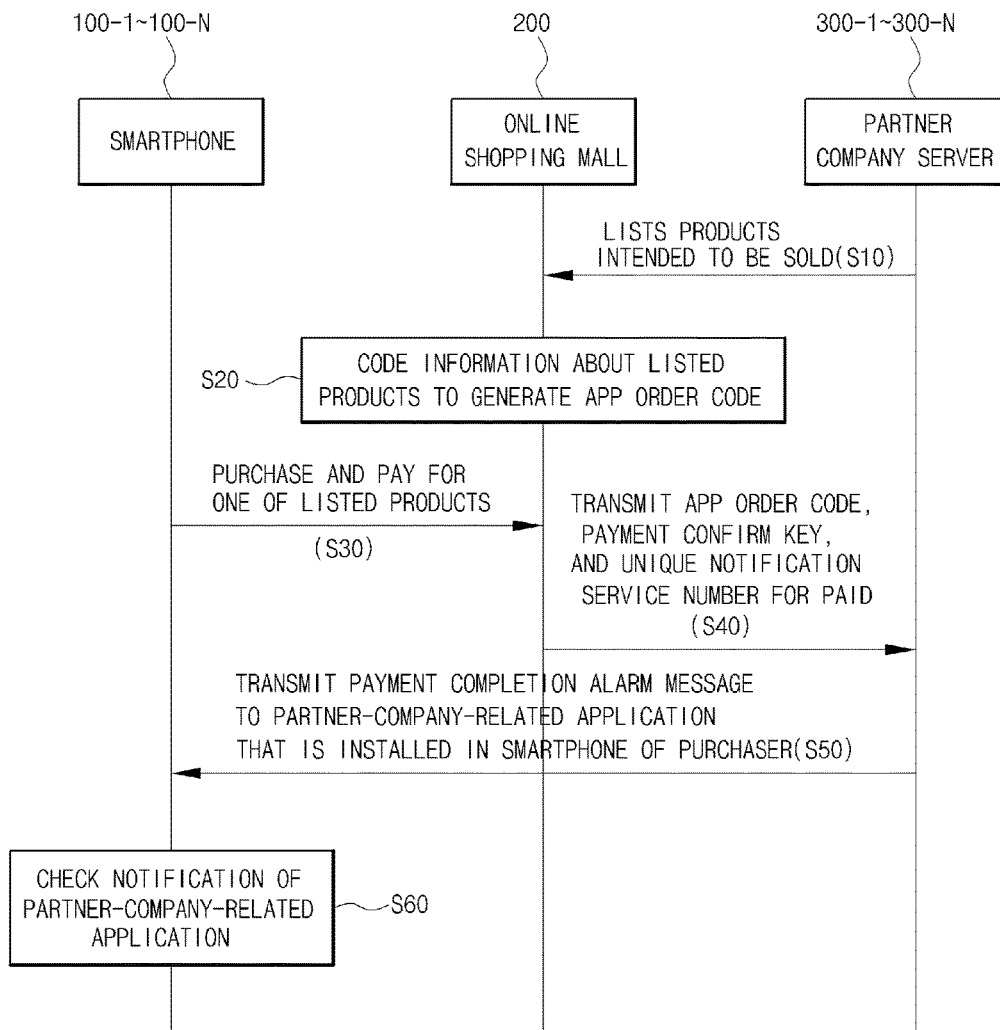 100-1~100-N
200
300-1~300-N
SMARTPHONE
ONLINE
SHOPPING MALL
PARTNER
COMPANY SERVER
LISTS PRODUCTS
INTENDED TO BE SOLD(S10)
S20
CODE INFORMATION ABOUT LISTED
PRODUCTS TO GENERATE APP ORDER CODE
PURCHASE AND PAY FOR
ONE OF LISTED PRODUCTS
(S30)
TRANSMIT APP ORDER CODE,
PAYMENT CONFIRM KEY,
AND UNIQUE NOTIFICATION
SERVICE NUMBER FOR PAID
(S40)
TRANSMIT PAYMENT COMPLETION ALARM MESSAGE
TO PARTNER-COMPANY-RELATED APPLICATION
THAT IS INSTALLED IN SMARTPHONE OF PURCHASER(S50)
CHECK NOTIFICATION OF
PARTNER-COMPANY-RELATED
APPLICATION
S60